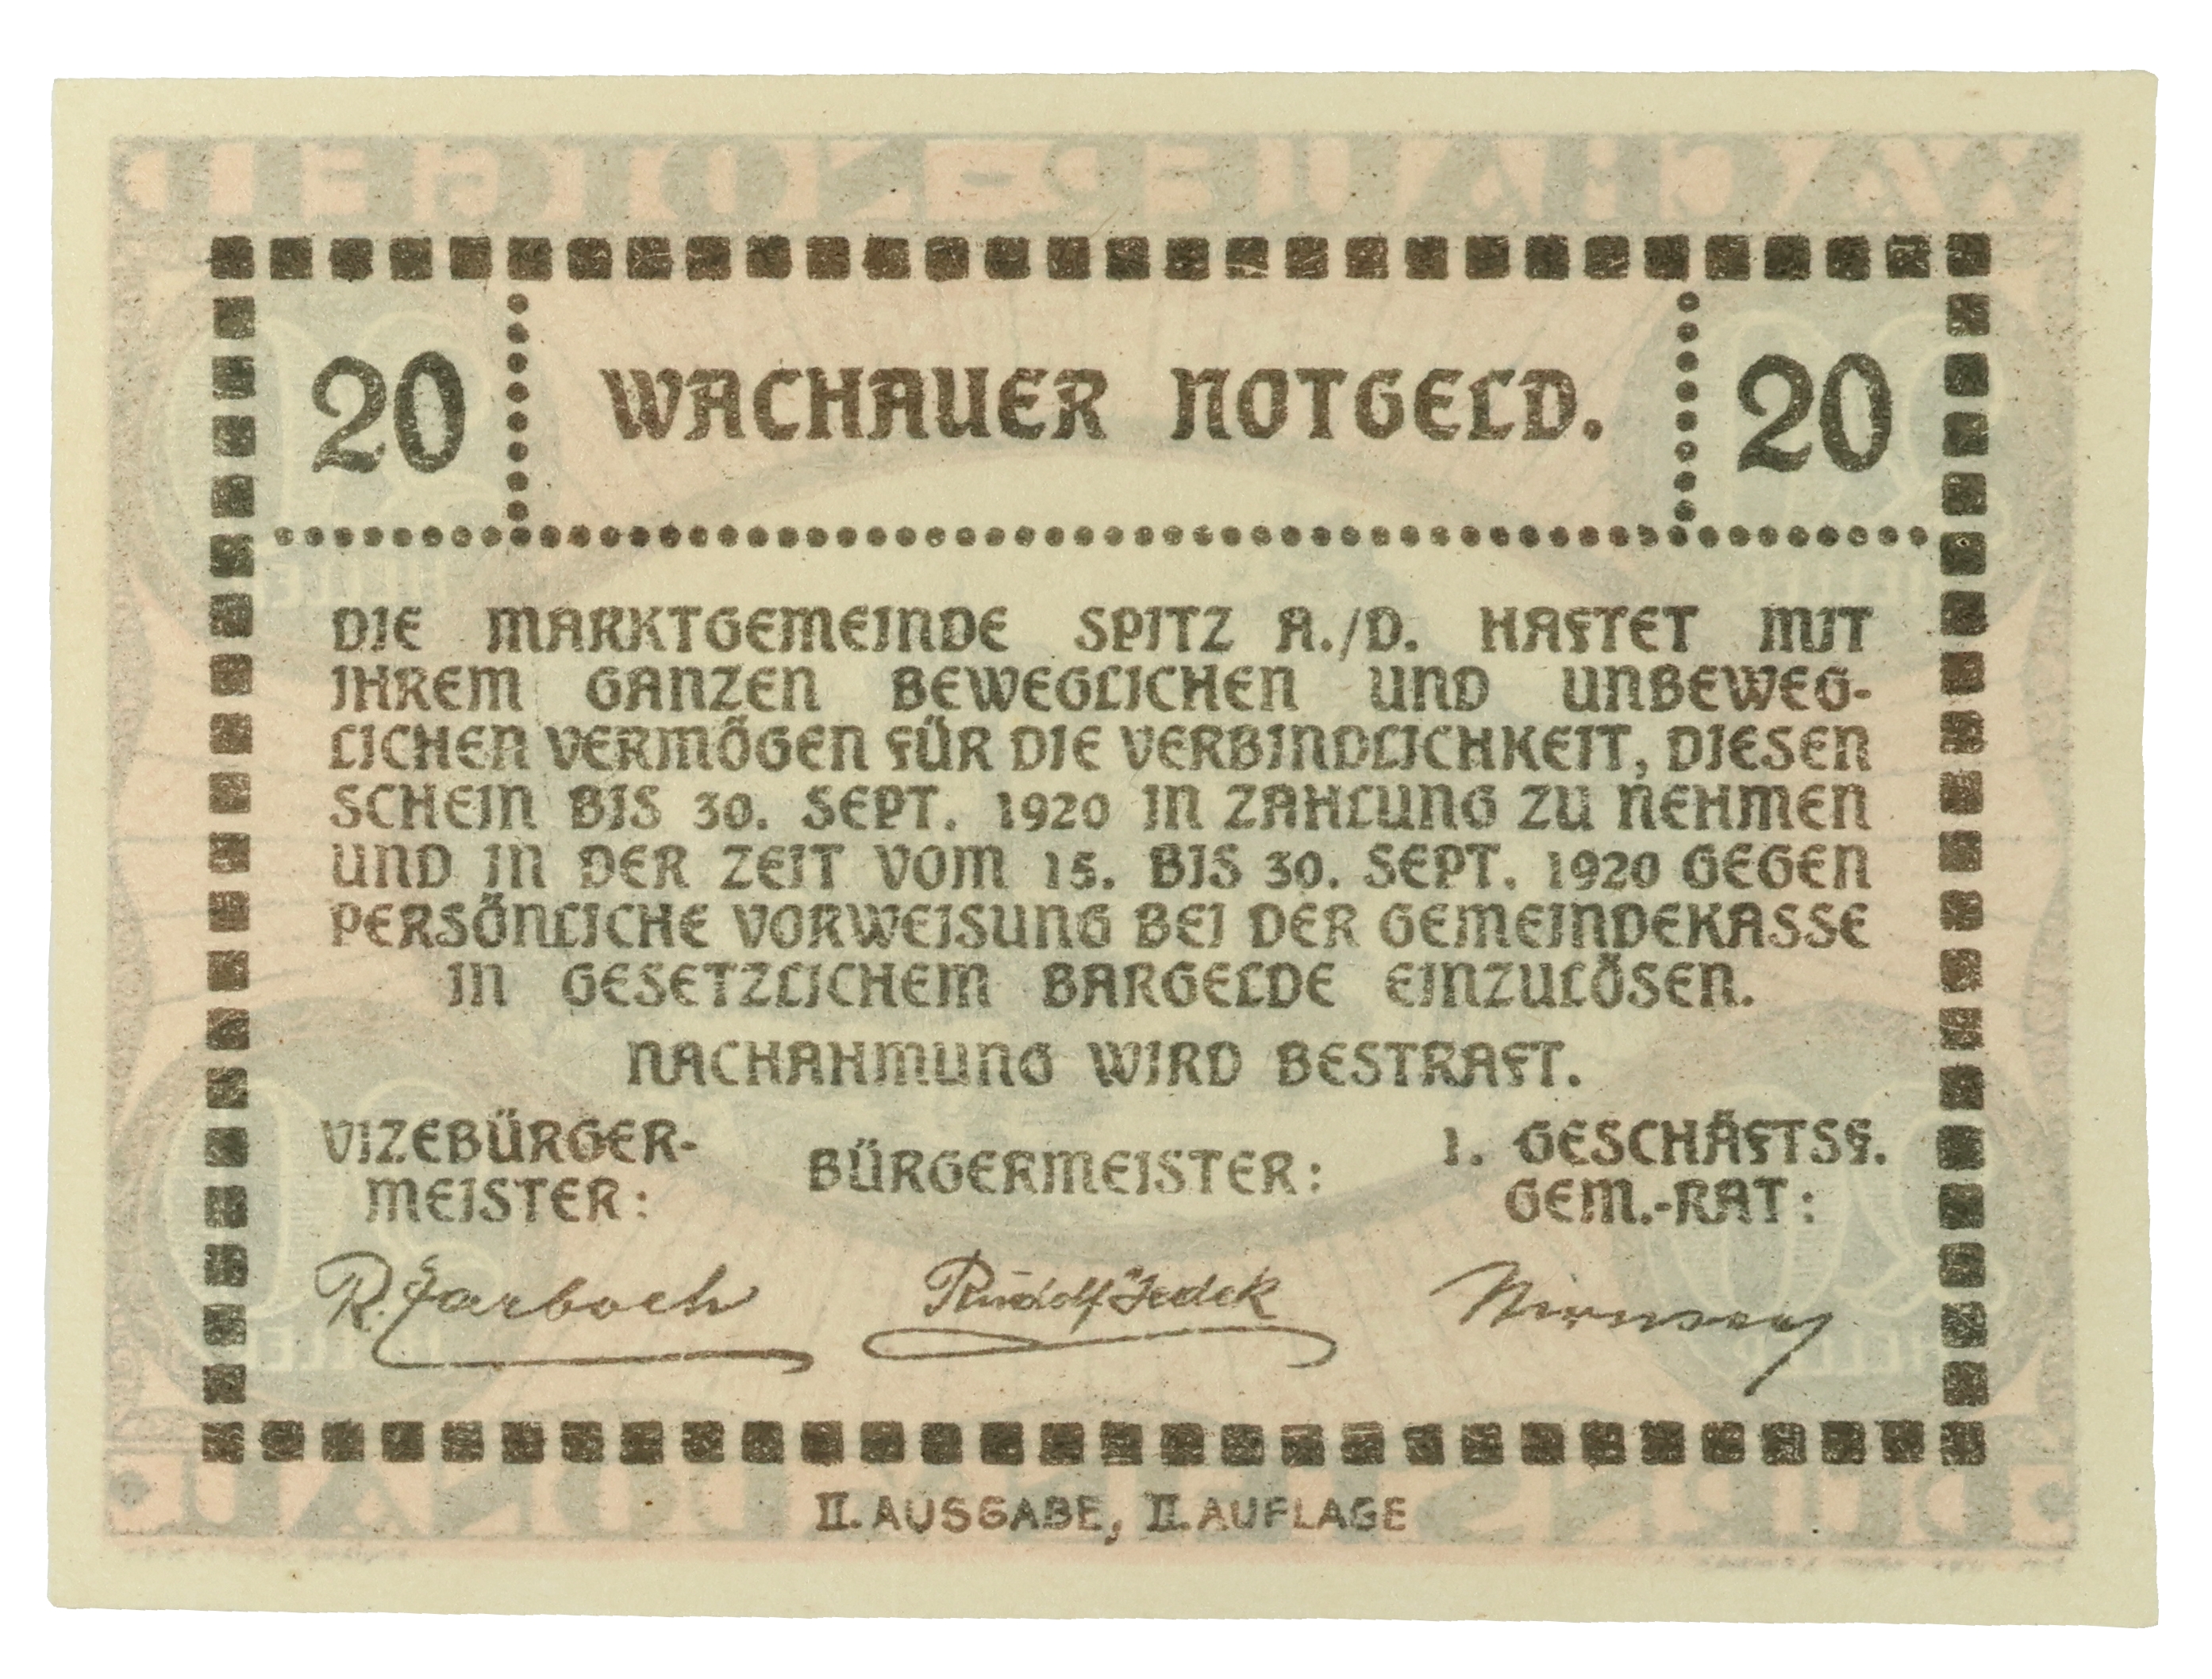 20 WACHAUER NOTGELD. 20
DIE MARKTGEMEINDE SPITZ A./D. HAFTET MIT
IHREM GANZEN BEWEGLICHEN UND UNBEWEG-
LICHEN VERMÖGEN FÜR DIE VERBINDLICHKEIT, DIESEN
SCHEIN BIS 30. SEPT. 1920 IN ZAHLUNG ZU NEHMEN
UND IN DER ZEIT VOM 15. BIS 30. SEPT. 1920 GEGEN
PERSÖNLICHE VORWEISUNG BEI DER GEMEINDEKASSE
IN GESETZLICHEM BARGELDE EINZULÖSEN.
NACHAHMUNG WIRD BESTRAFT.
VIZEBÜRGER-
MEISTER:
BÜRGERMEISTER:
1. GESCHÄFTSF.
GEM.-RAT:
R.
Rudolf Jedek
II. AUSGABE, II. AUFLAGE